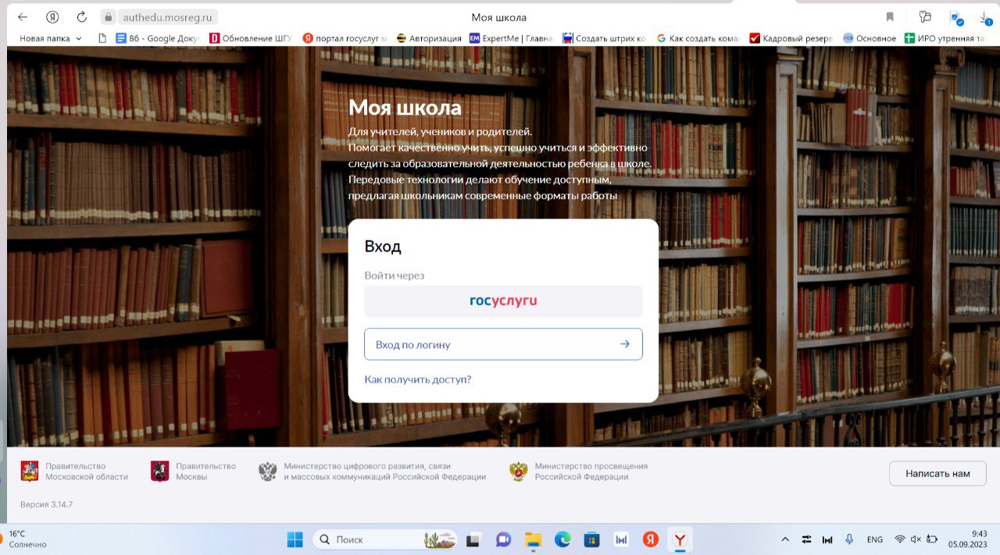 authedu.mosreg.ru
Моя школа
Новая папка
Вб - Google Доку
Обновление ШГУ
портал госуслуг м
Авторизация
EM ExpertMe | Главна
Создать штрих ко
Как создать кома
Кадровый резерв
Основное
ИРО утренняя та
Моя школа
Для учителей, учеников и родителей.
Помогает качественно учить, успешно учиться и эффективно
следить за образовательной деятельностью ребенка в школе.
Передовые технологии делают обучение доступным,
предлагая школьникам современные форматы работы
Вход
Войти через
госуслуги
Вход по логину
Как получить доступ?
Правительство
Московской области
Правительство
Москвы
Министерство цифрового развития, связи
и массовых коммуникаций Российской Федерации
Министерство просвещения
Российской Федерации
Написать нам
Версия 3.14.7
16°C
Солнечно
Поиск
ENG
9:43
05.09.2023